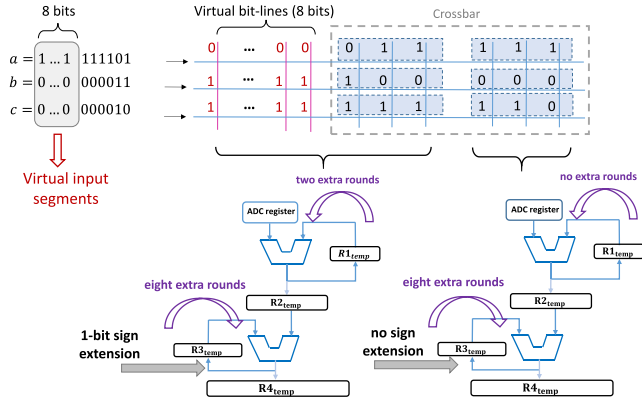 8 bits
Virtual bit-lines (8 bits)
Crossbar
a = 1 ... 1 111101
b = 0 ... 0 000011
c = 0 ... 0 000010
0 ... 0 0 0 1 1 1 1 1
1 ... 1 1 1 0 0 0 0 0
1 ... 1 1 1 1 1 1 1 0
Virtual input
segments
two extra rounds
no extra rounds
ADC register
ADC register
R1temp
R1temp
eight extra rounds
eight extra rounds
R2temp
R2temp
1-bit sign
extension
no sign
extension
R3temp
R3temp
R4temp
R4temp